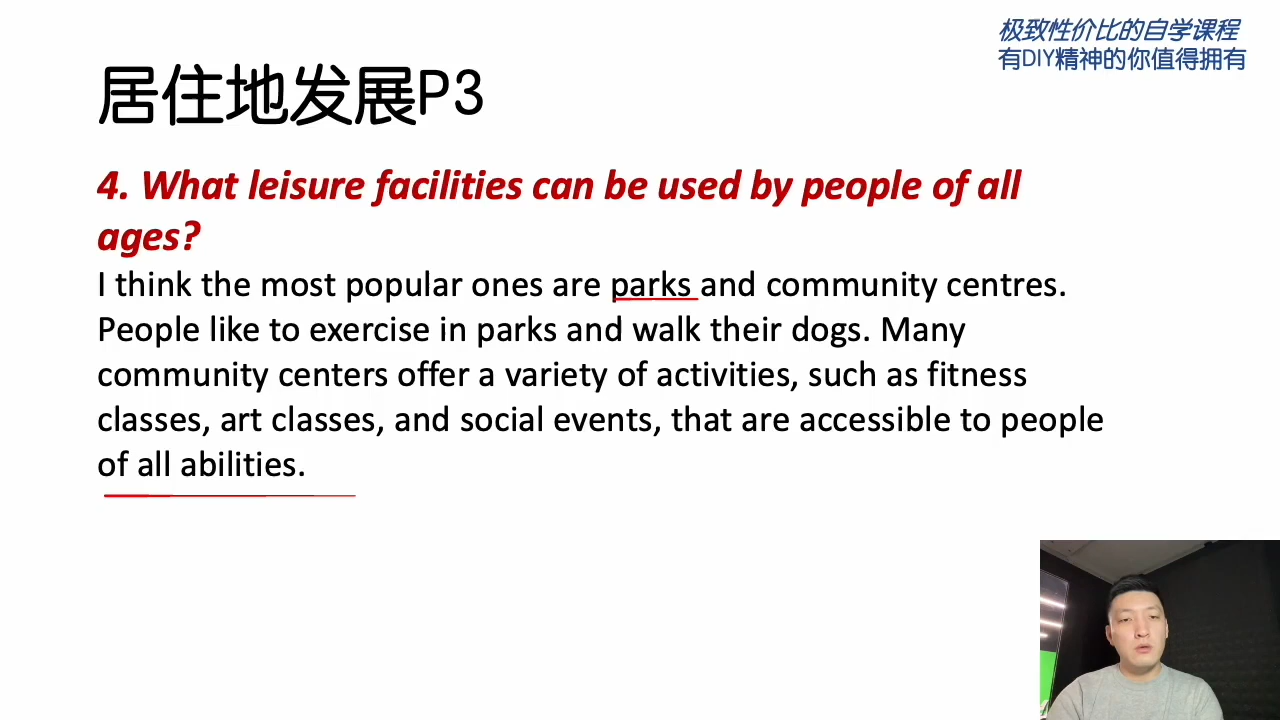 极致性价比的自学课程
有DIY精神的你值得拥有
居住地发展P3
4. What leisure facilities can be used by people of all
ages?
I think the most popular ones are parks and community centres.
People like to exercise in parks and walk their dogs. Many
community centers offer a variety of activities, such as fitness
classes, art classes, and social events, that are accessible to people
of all abilities.